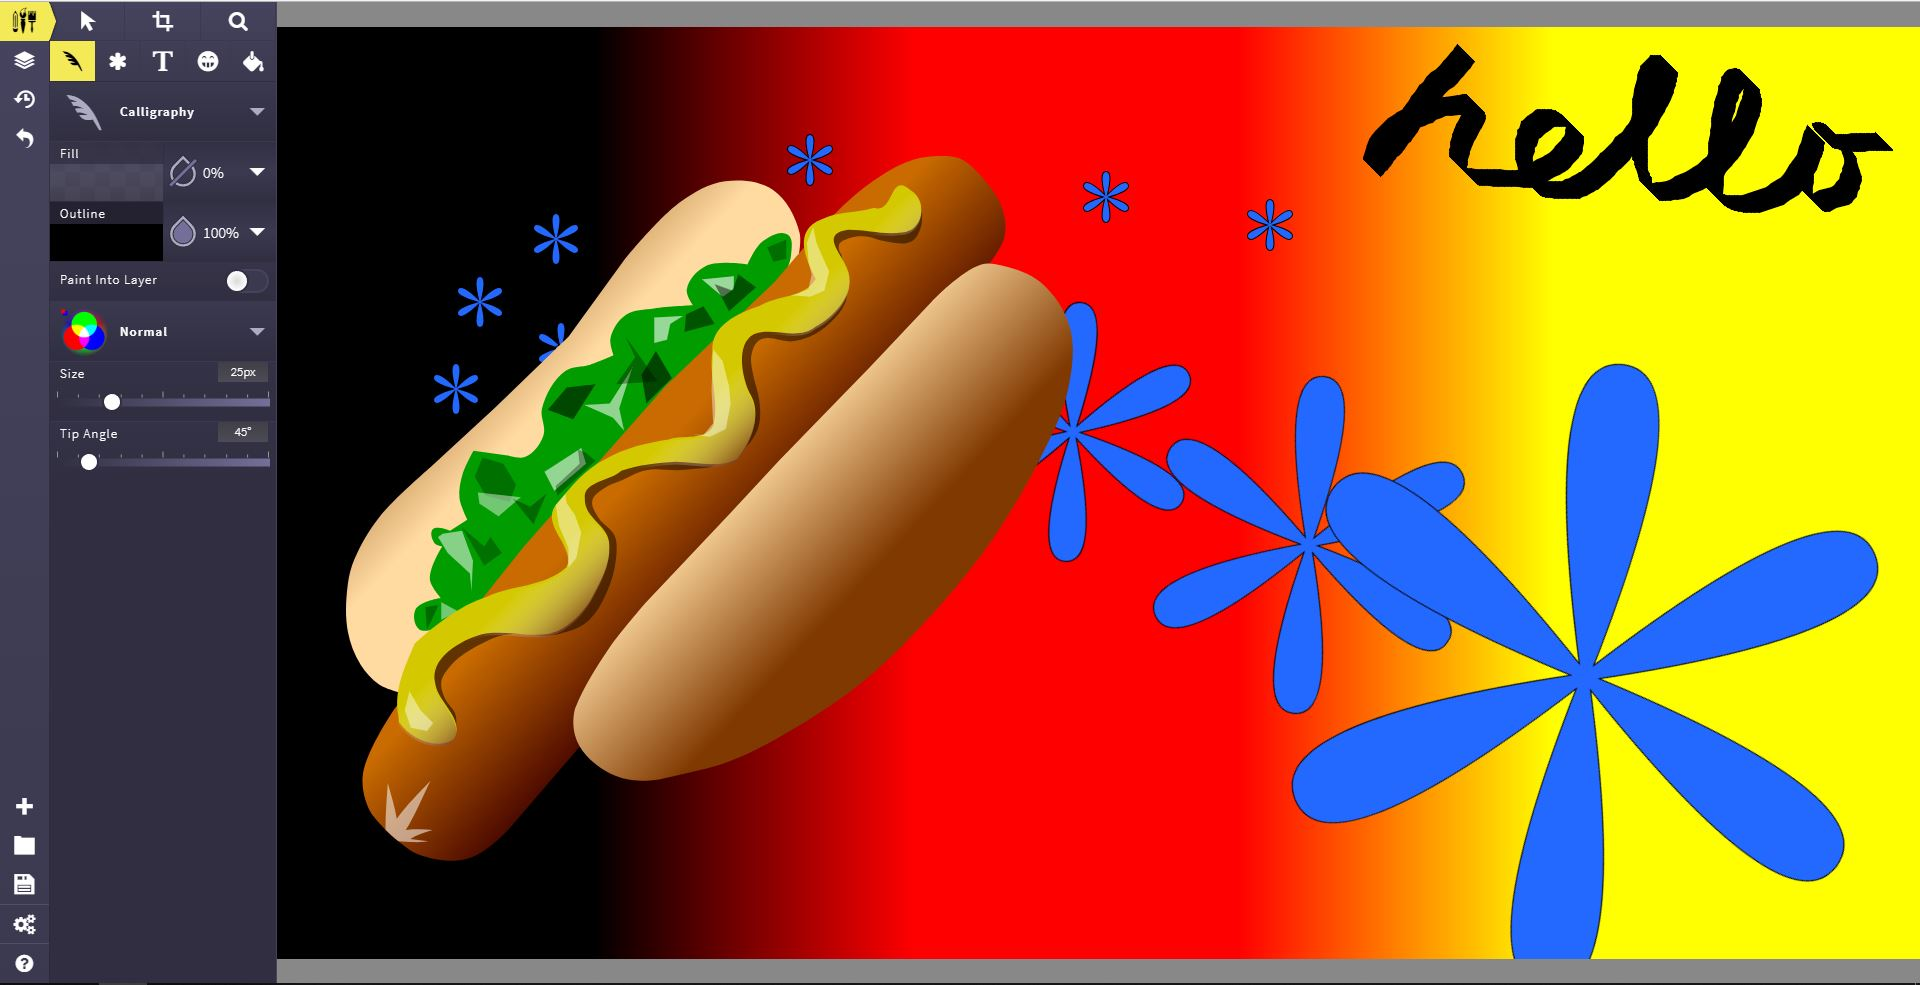 T
Calligraphy
Fill
0%
Outline
100%
Paint Into Layer
Normal
Size
25px
Tip Angle
45°
?
hello